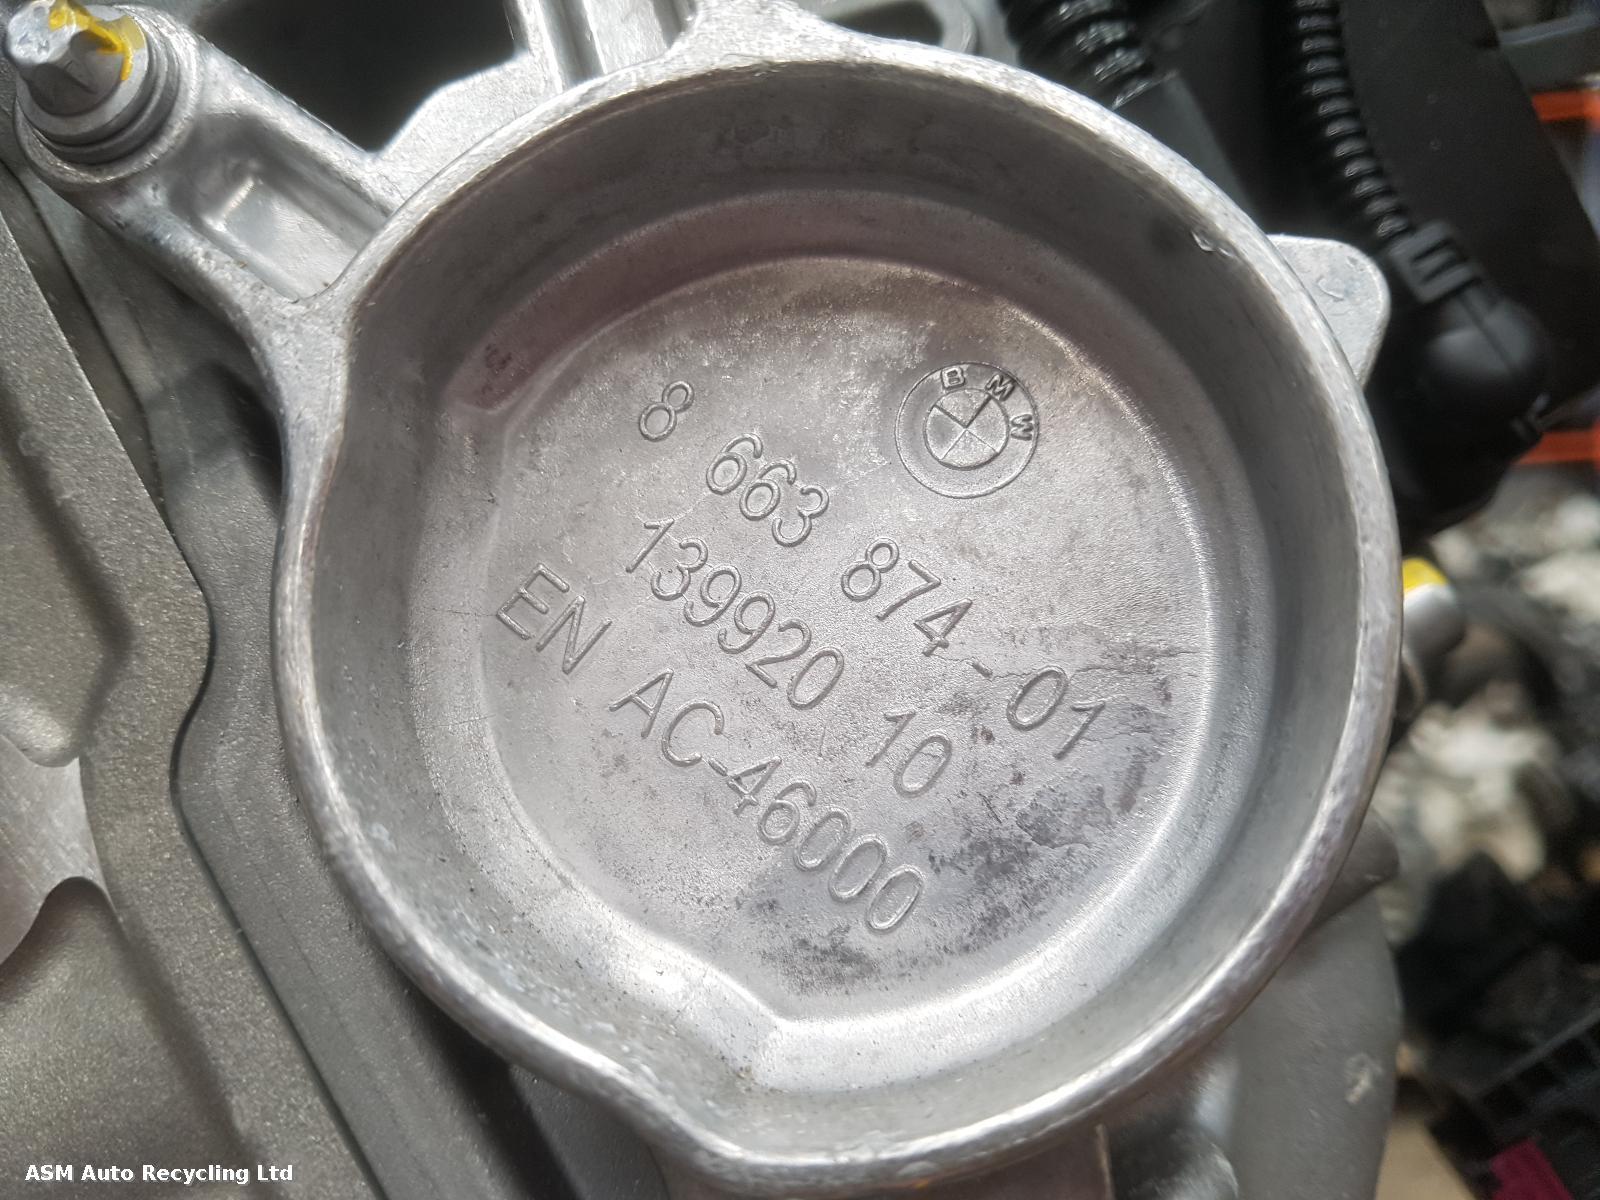 BMW
8 663 874-01
139920 10
EN AC-46000
ASM Auto Recycling Ltd